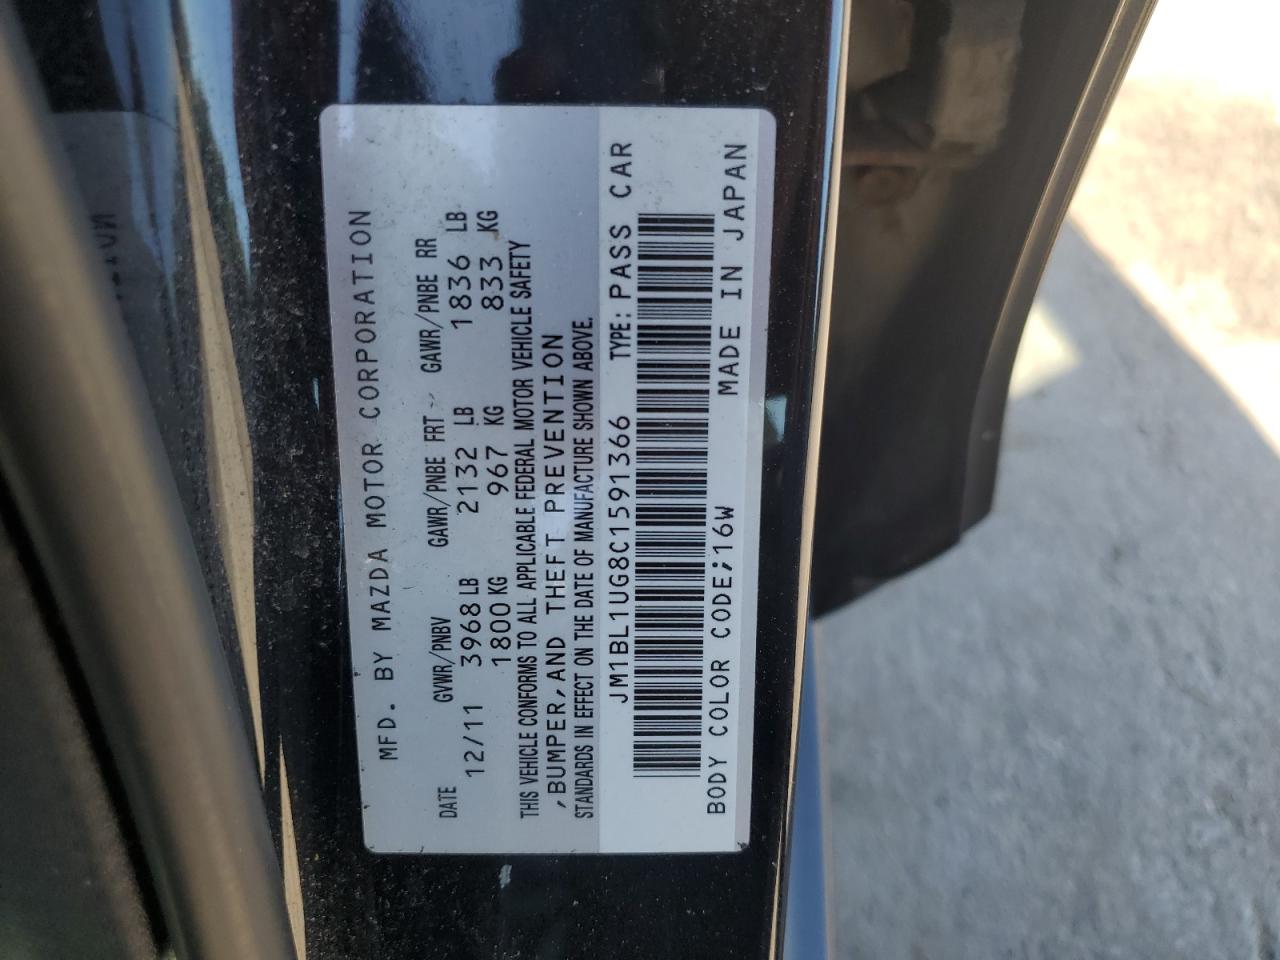 MFD. BY MAZDA MOTOR CORPORATION
DATE GVWR/PNBV GAWR/PNBE FRT GAWR/PNBE RR
12/11 3968 LB 2132 LB 1836 LB
1800 KG 967 KG 833 KG
THIS VEHICLE CONFORMS TO ALL APPLICABLE FEDERAL MOTOR VEHICLE SAFETY
,BUMPER,AND THEFT PREVENTION
STANDARDS IN EFFECT ON THE DATE OF MANUFACTURE SHOWN ABOVE.
JM1BL1UG8C1591366 TYPE: PASS CAR
BODY COLOR CODE;16W MADE IN JAPAN